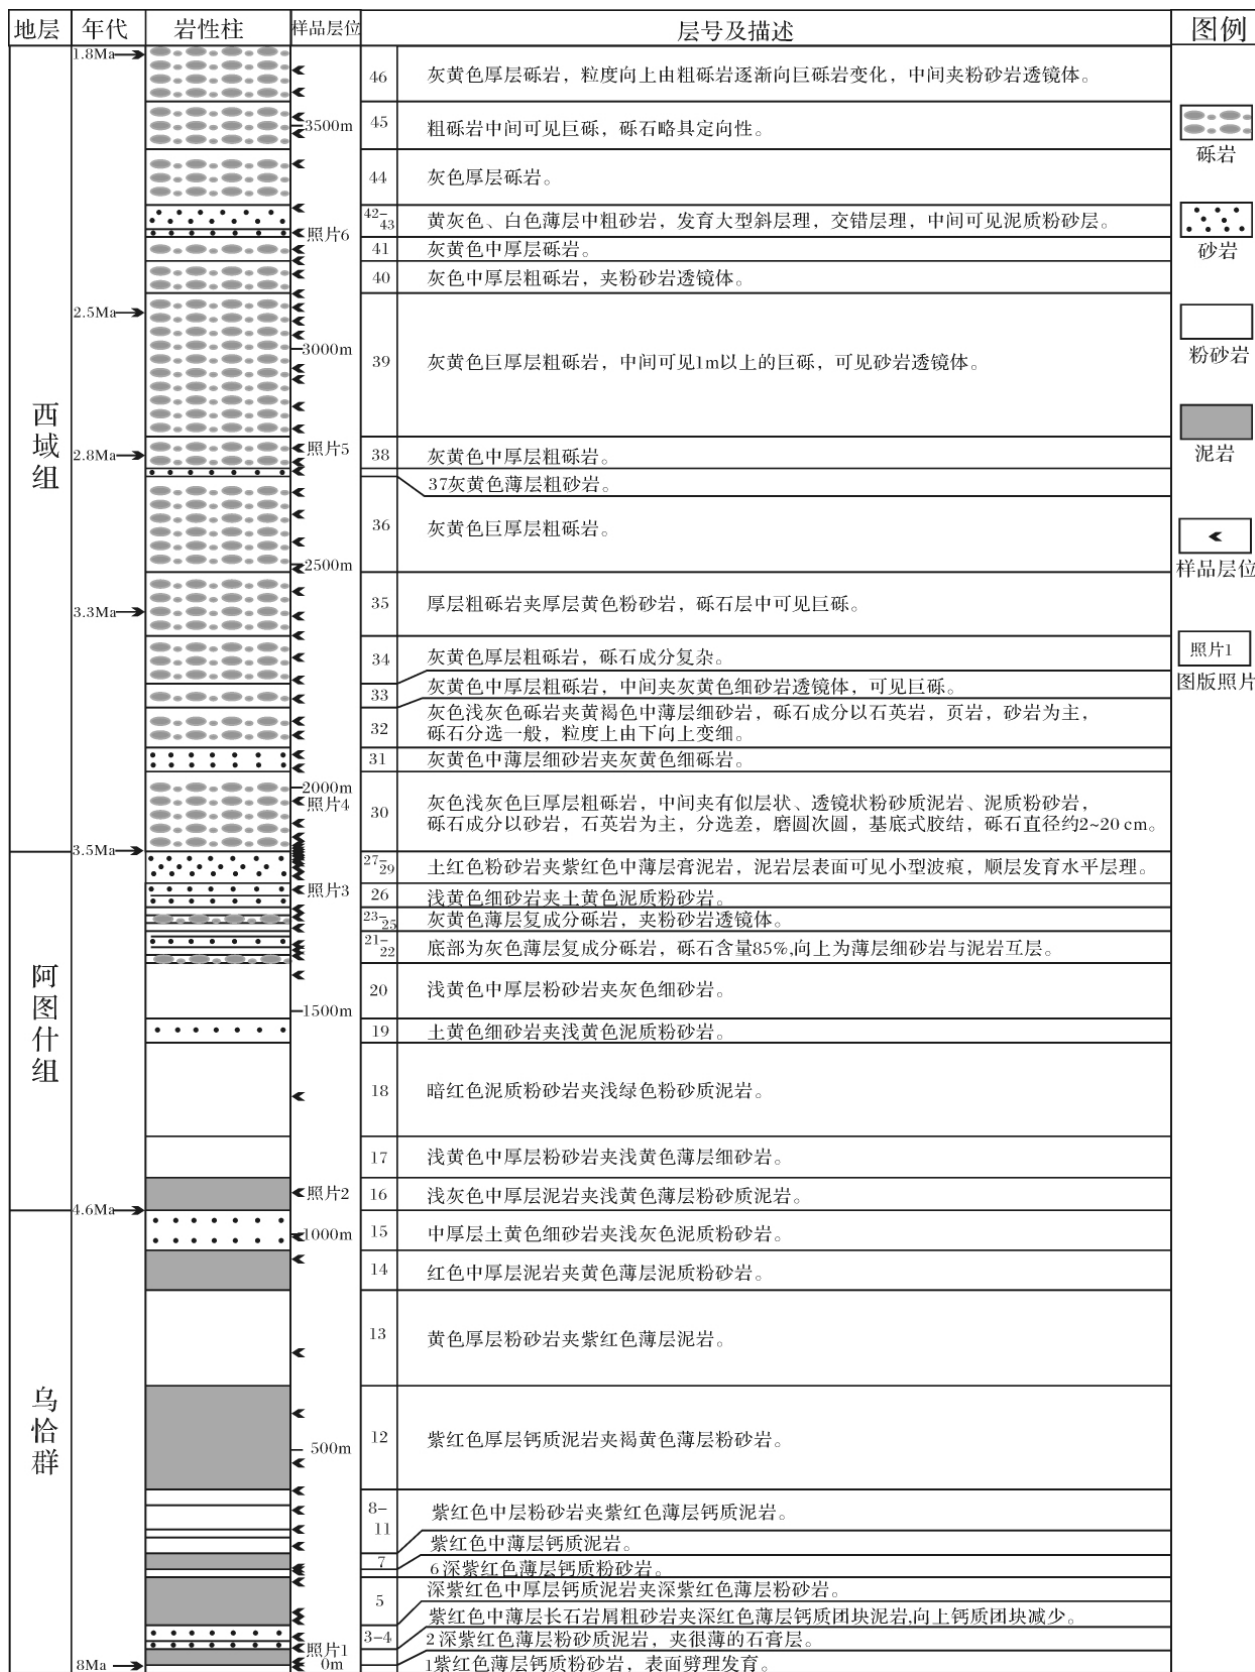 地层 年代 岩性柱 样品层位 层号及描述 图例
1.8Ma
46 灰黄色厚层砾岩，粒度向上由粗砾岩逐渐向巨砾岩变化，中间夹粉砂岩透镜体。
3500m
45 粗砾岩中间可见巨砾，砾石略具定向性。
44 灰色厚层砾岩。
42-43 黄灰色、白色薄层中粗砂岩，发育大型斜层理，交错层理，中间可见泥质粉砂层。
照片6
41 灰黄色中厚层砾岩。
40 灰色中厚层粗砾岩，夹粉砂岩透镜体。
2.5Ma
3000m
39 灰黄色巨厚层粗砾岩，中间可见1m以上的巨砾，可见砂岩透镜体。
西域组
照片5
2.8Ma
38 灰黄色中厚层粗砾岩。
37灰黄色薄层粗砂岩。
36 灰黄色巨厚层粗砾岩。
2500m
35 厚层粗砾岩夹厚层黄色粉砂岩，砾石层中可见巨砾。
3.3Ma
34 灰黄色厚层粗砾岩，砾石成分复杂。
33 灰黄色中厚层粗砾岩，中间夹灰黄色细砂岩透镜体，可见巨砾。
32 灰色浅灰色砾岩夹黄褐色中薄层细砂岩，砾石成分以石英岩，页岩，砂岩为主，
砾石分选一般，粒度上由下向上变细。
31 灰黄色中薄层细砂岩夹灰黄色细砾岩。
2000m
照片4
30 灰色浅灰色巨厚层粗砾岩，中间夹有似层状、透镜状粉砂质泥岩、泥质粉砂岩，
砾石成分以砂岩，石英岩为主，分选差，磨圆次圆，基底式胶结，砾石直径约2~20 cm。
3.5Ma
27-29 土红色粉砂岩夹紫红色中薄层膏泥岩，泥岩层表面可见小型波痕，顺层发育水平层理。
照片3
26 浅黄色细砂岩夹土黄色泥质粉砂岩。
23-25 灰黄色薄层复成分砾岩，夹粉砂岩透镜体。
21-22 底部为灰色薄层复成分砾岩，砾石含量85%,向上为薄层细砂岩与泥岩互层。
阿图什组
20 浅黄色中厚层粉砂岩夹灰色细砂岩。
1500m
19 土黄色细砂岩夹浅黄色泥质粉砂岩。
18 暗红色泥质粉砂岩夹浅绿色粉砂质泥岩。
17 浅黄色中厚层粉砂岩夹浅黄色薄层细砂岩。
照片2
16 浅灰色中厚层泥岩夹浅黄色薄层粉砂质泥岩。
4.6Ma
1000m
15 中厚层土黄色细砂岩夹浅灰色泥质粉砂岩。
14 红色中厚层泥岩夹黄色薄层泥质粉砂岩。
13 黄色厚层粉砂岩夹紫红色薄层泥岩。
乌恰群
12 紫红色厚层钙质泥岩夹褐黄色薄层粉砂岩。
500m
8-11 紫红色中层粉砂岩夹紫红色薄层钙质泥岩。
7 紫红色中薄层钙质泥岩。
6深紫红色薄层钙质粉砂岩。
5 深紫红色中厚层钙质泥岩夹深紫红色薄层粉砂岩。
3-4 紫红色中薄层长石岩屑粗砂岩夹深红色薄层钙质团块泥岩,向上钙质团块减少。
2深紫红色薄层粉砂质泥岩，夹很薄的石膏层。
照片1
0m
8Ma
1紫红色薄层钙质粉砂岩，表面劈理发育。
砾岩
砂岩
粉砂岩
泥岩
样品层位
照片1
图版照片